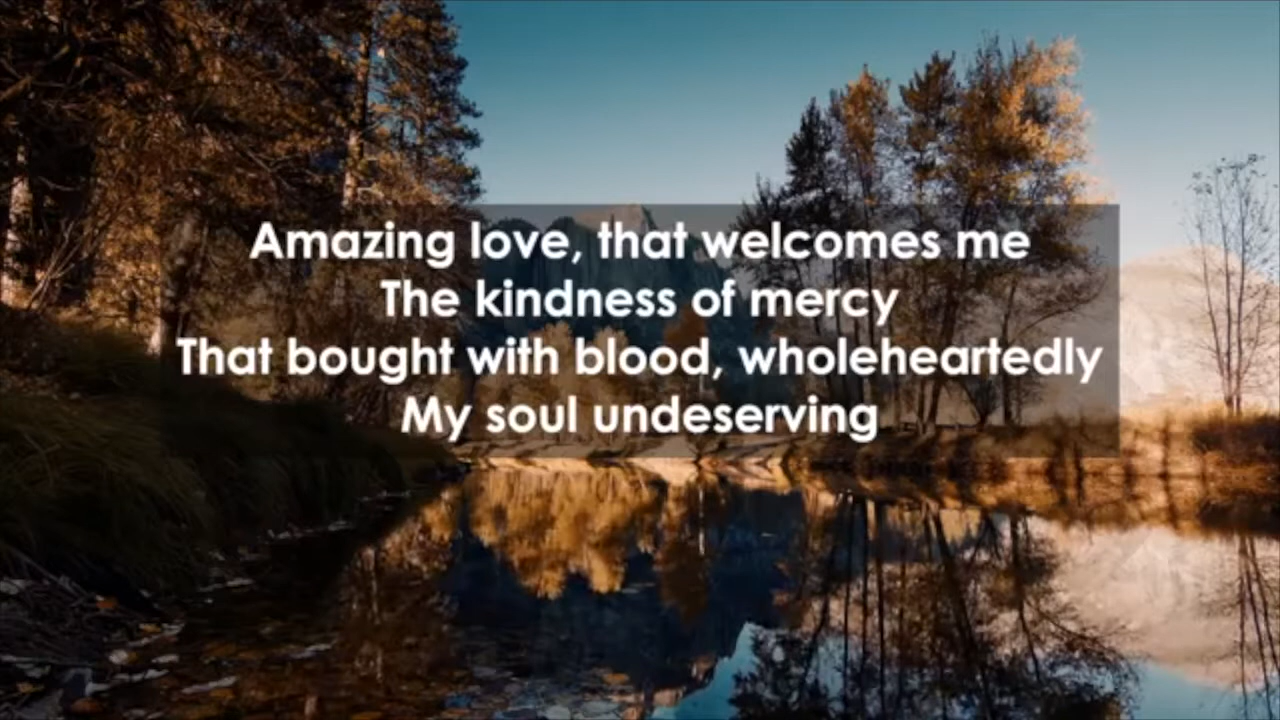 Amazing love, that welcomes me
The kindness of mercy
That bought with blood, wholeheartedly
My soul undeserving